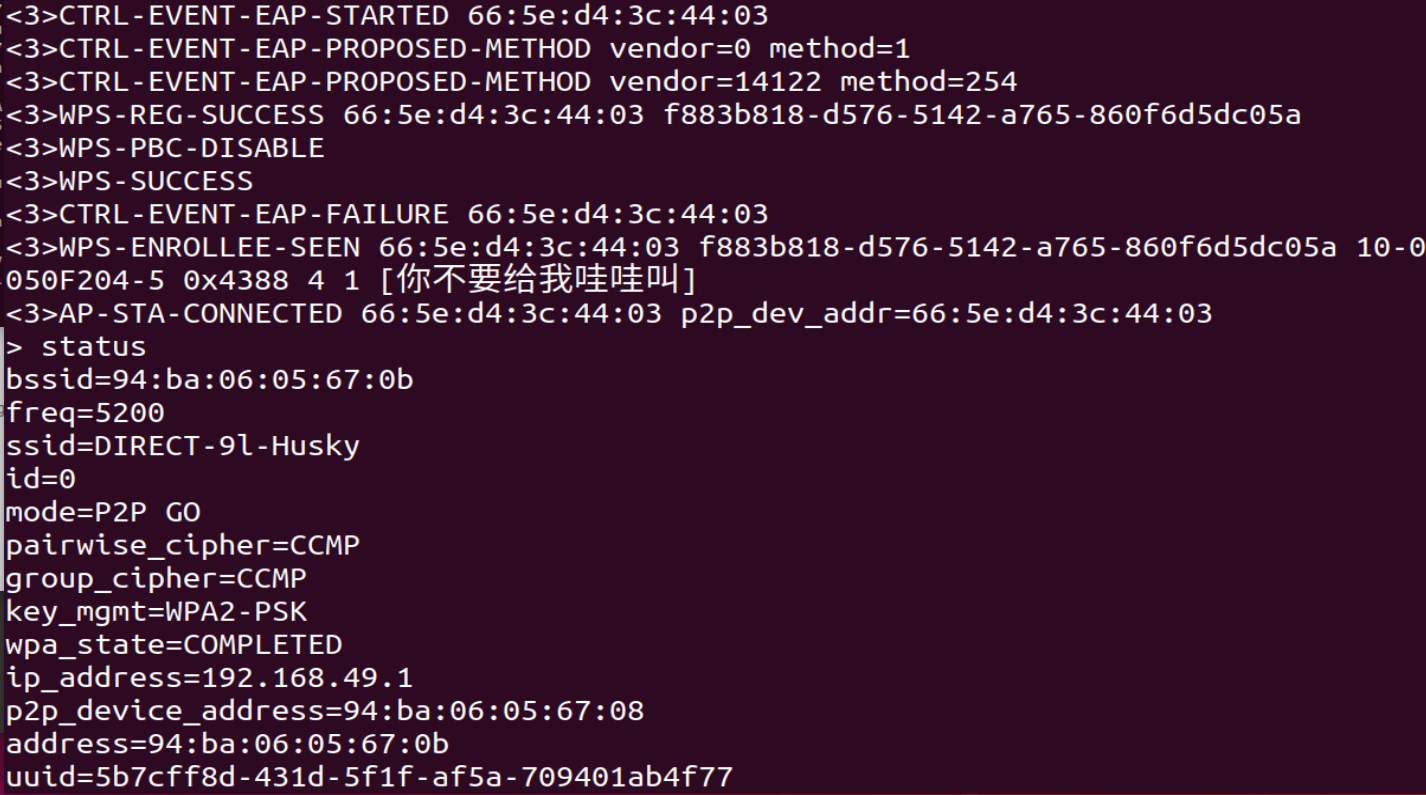 <3>CTRL-EVENT-EAP-STARTED 66:5e:d4:3c:44:03
<3>CTRL-EVENT-EAP-PROPOSED-METHOD vendor=0 method=1
<3>CTRL-EVENT-EAP-PROPOSED-METHOD vendor=14122 method=254
<3>WPS-REG-SUCCESS 66:5e:d4:3c:44:03 f883b818-d576-5142-a765-860f6d5dc05a
<3>WPS-PBC-DISABLE
<3>WPS-SUCCESS
<3>CTRL-EVENT-EAP-FAILURE 66:5e:d4:3c:44:03
<3>WPS-ENROLLEE-SEEN 66:5e:d4:3c:44:03 f883b818-d576-5142-a765-860f6d5dc05a 10-0
050F204-5 0x4388 4 1 [你不要给我哇哇叫]
<3>AP-STA-CONNECTED 66:5e:d4:3c:44:03 p2p_dev_addr=66:5e:d4:3c:44:03
> status
bssid=94:ba:06:05:67:0b
freq=5200
ssid=DIRECT-9l-Husky
id=0
mode=P2P GO
pairwise_cipher=CCMP
group_cipher=CCMP
key_mgmt=WPA2-PSK
wpa_state=COMPLETED
ip_address=192.168.49.1
p2p_device_address=94:ba:06:05:67:08
address=94:ba:06:05:67:0b
uuid=5b7cff8d-431d-5f1f-af5a-709401ab4f77